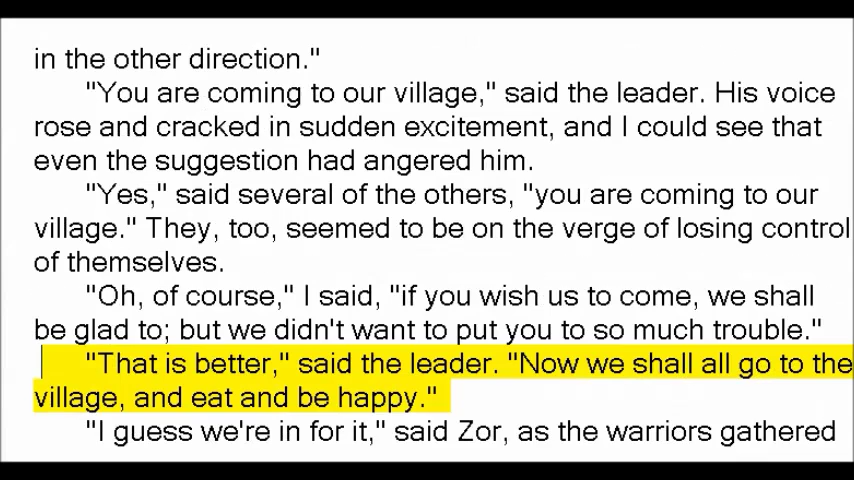 in the other direction."
"You are coming to our village," said the leader. His voice
rose and cracked in sudden excitement, and I could see that
even the suggestion had angered him.
"Yes," said several of the others, "you are coming to our
village." They, too, seemed to be on the verge of losing control
of themselves.
"Oh, of course," I said, "if you wish us to come, we shall
be glad to; but we didn't want to put you to so much trouble."
"That is better," said the leader. "Now we shall all go to the
village, and eat and be happy."
"I guess we're in for it," said Zor, as the warriors gathered